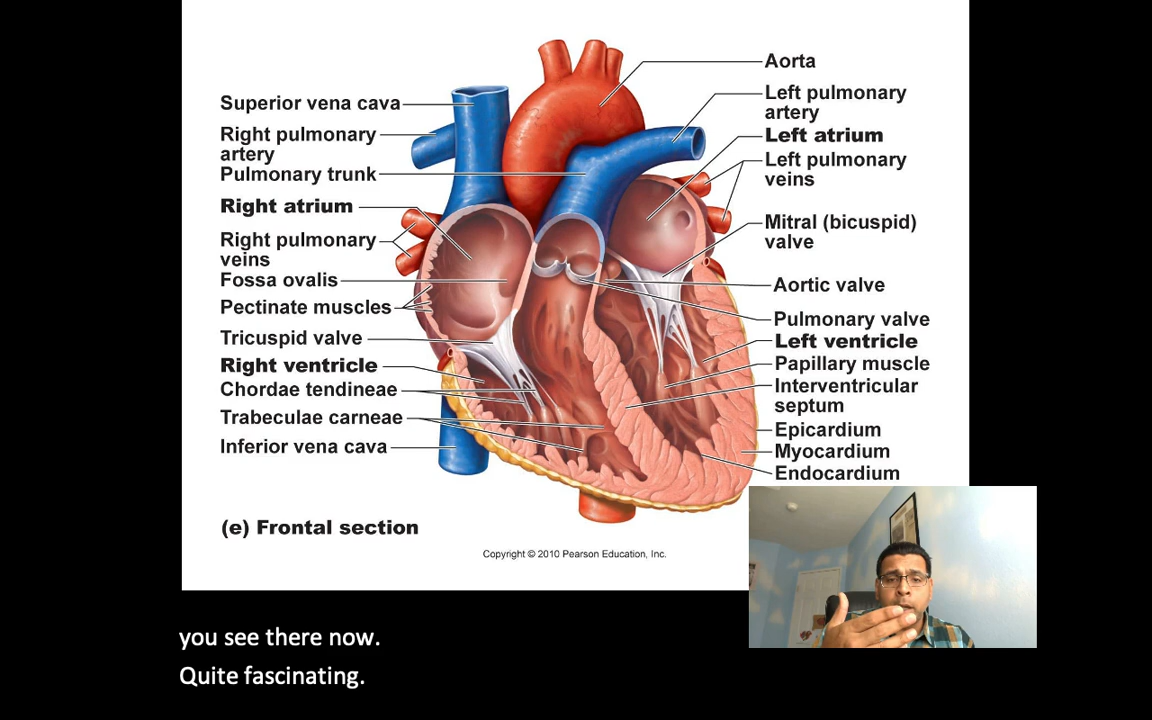 Superior vena cava
Right pulmonary
artery
Pulmonary trunk
Right atrium
Right pulmonary
veins
Fossa ovalis
Pectinate muscles
Tricuspid valve
Right ventricle
Chordae tendineae
Trabeculae carneae
Inferior vena cava
Aorta
Left pulmonary
artery
Left atrium
Left pulmonary
veins
Mitral (bicuspid)
valve
Aortic valve
Pulmonary valve
Left ventricle
Papillary muscle
Interventricular
septum
Epicardium
Myocardium
Endocardium
(e) Frontal section
Copyright © 2010 Pearson Education, Inc.
you see there now.
Quite fascinating.